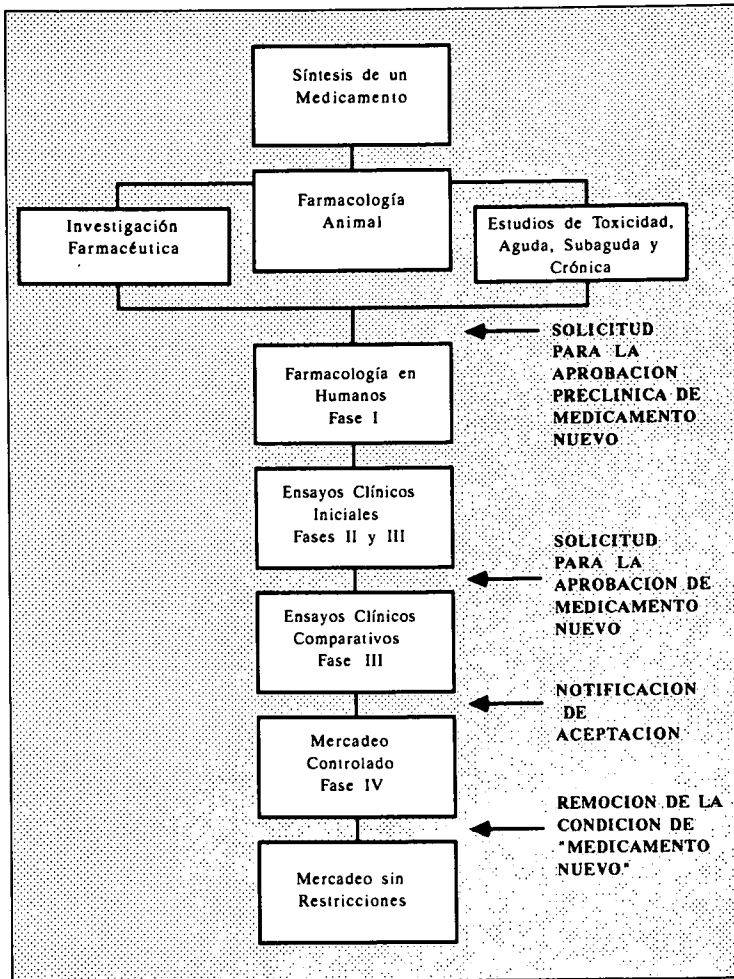 Síntesis de un
Medicamento
Farmacología
Animal
Investigación
Farmacéutica
Estudios de Toxicidad,
Aguda, Subaguda y
Crónica
SOLICITUD
PARA LA
APROBACION
PRECLINICA DE
MEDICAMENTO
NUEVO
Farmacología en
Humanos
Fase I
Ensayos Clínicos
Iniciales
Fases II y III
SOLICITUD
PARA LA
APROBACION DE
MEDICAMENTO
NUEVO
Ensayos Clínicos
Comparativos
Fase III
NOTIFICACION
DE
ACEPTACION
Mercadeo
Controlado
Fase IV
REMOCION DE LA
CONDICION DE
"MEDICAMENTO
NUEVO"
Mercadeo sin
Restricciones